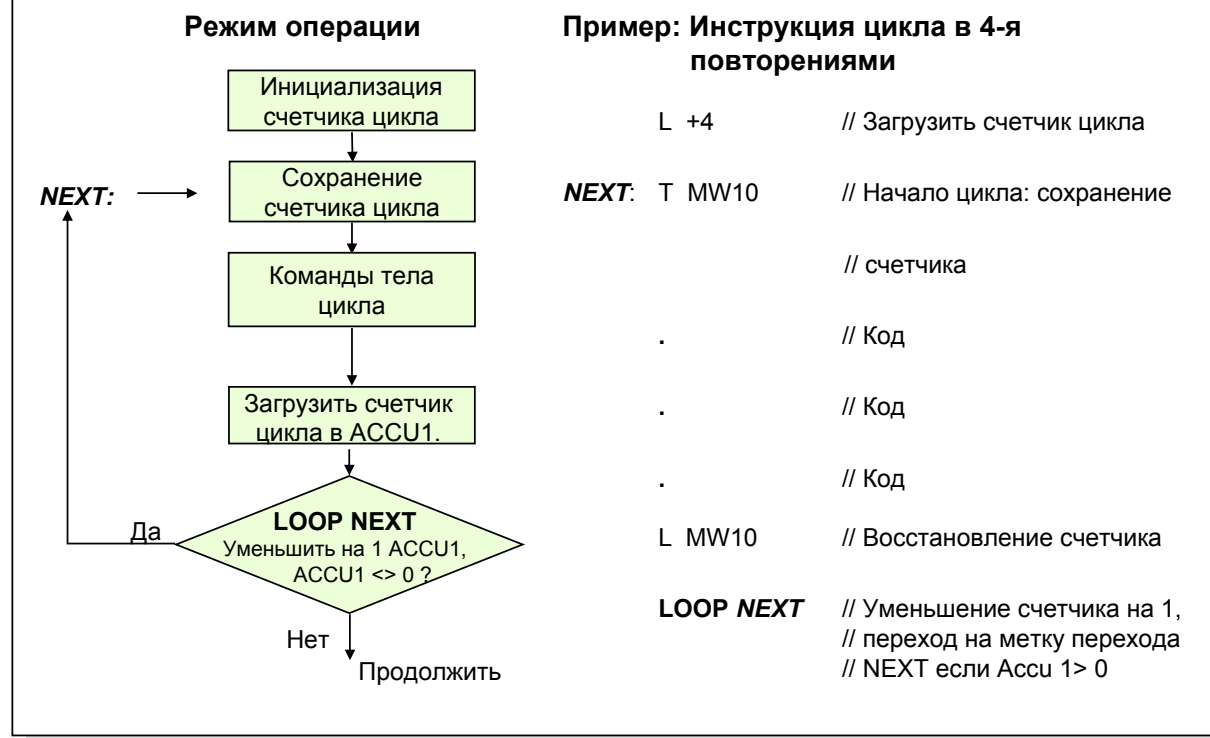 Режим операции
Инициализация
счетчика цикла
NEXT:
Сохранение
счетчика цикла
Команды тела
цикла
Загрузить счетчик
цикла в ACCU1.
Да
LOOP NEXT
Уменьшить на 1 ACCU1,
ACCU1 <> 0 ?
Нет
Продолжить
Пример: Инструкция цикла в 4-я
повторениями
L +4 // Загрузить счетчик цикла
NEXT: T MW10 // Начало цикла: сохранение
// счетчика
. // Код
. // Код
. // Код
L MW10 // Восстановление счетчика
LOOP NEXT // Уменьшение счетчика на 1,
// переход на метку перехода
// NEXT если Accu 1> 0